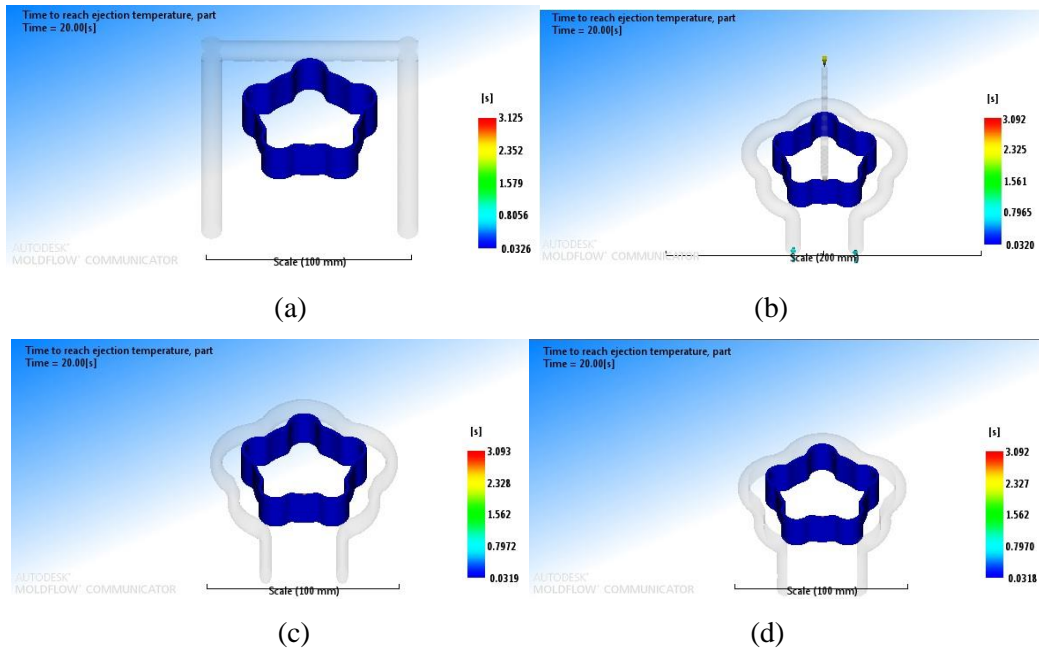 Time to reach ejection temperature, part
Time = 20.00[s]
[s]
3.125
2.352
1.579
0.8056
0.0326
AUTODESK®
MOLDFLOW® COMMUNICATOR
Scale (100 mm)
(a)
Time to reach ejection temperature, part
Time = 20.00[s]
[s]
3.092
2.325
1.561
0.7965
0.0320
AUTODESK®
MOLDFLOW® COMMUNICATOR
Scale (200 mm)
(b)
Time to reach ejection temperature, part
Time = 20.00[s]
[s]
3.093
2.328
1.562
0.7972
0.0319
AUTODESK®
MOLDFLOW® COMMUNICATOR
Scale (100 mm)
(c)
Time to reach ejection temperature, part
Time = 20.00[s]
[s]
3.092
2.327
1.562
0.7970
0.0318
AUTODESK®
MOLDFLOW® COMMUNICATOR
Scale (100 mm)
(d)